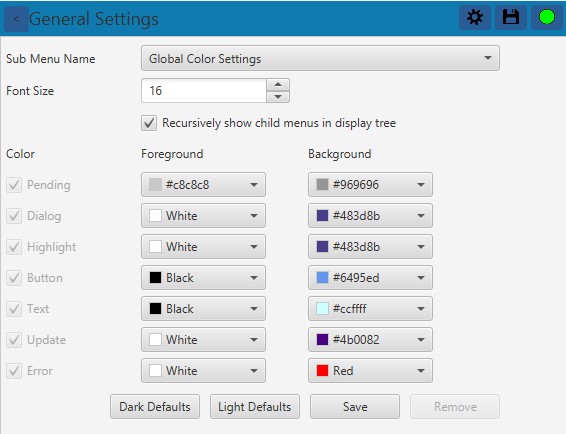 < General Settings
Sub Menu Name Global Color Settings
Font Size 16
Recursively show child menus in display tree
Color Foreground Background
Pending #c8c8c8 #969696
Dialog White #483d8b
Highlight White #483d8b
Button Black #6495ed
Text Black #ccffff
Update White #4b0082
Error White Red
Dark Defaults Light Defaults Save Remove